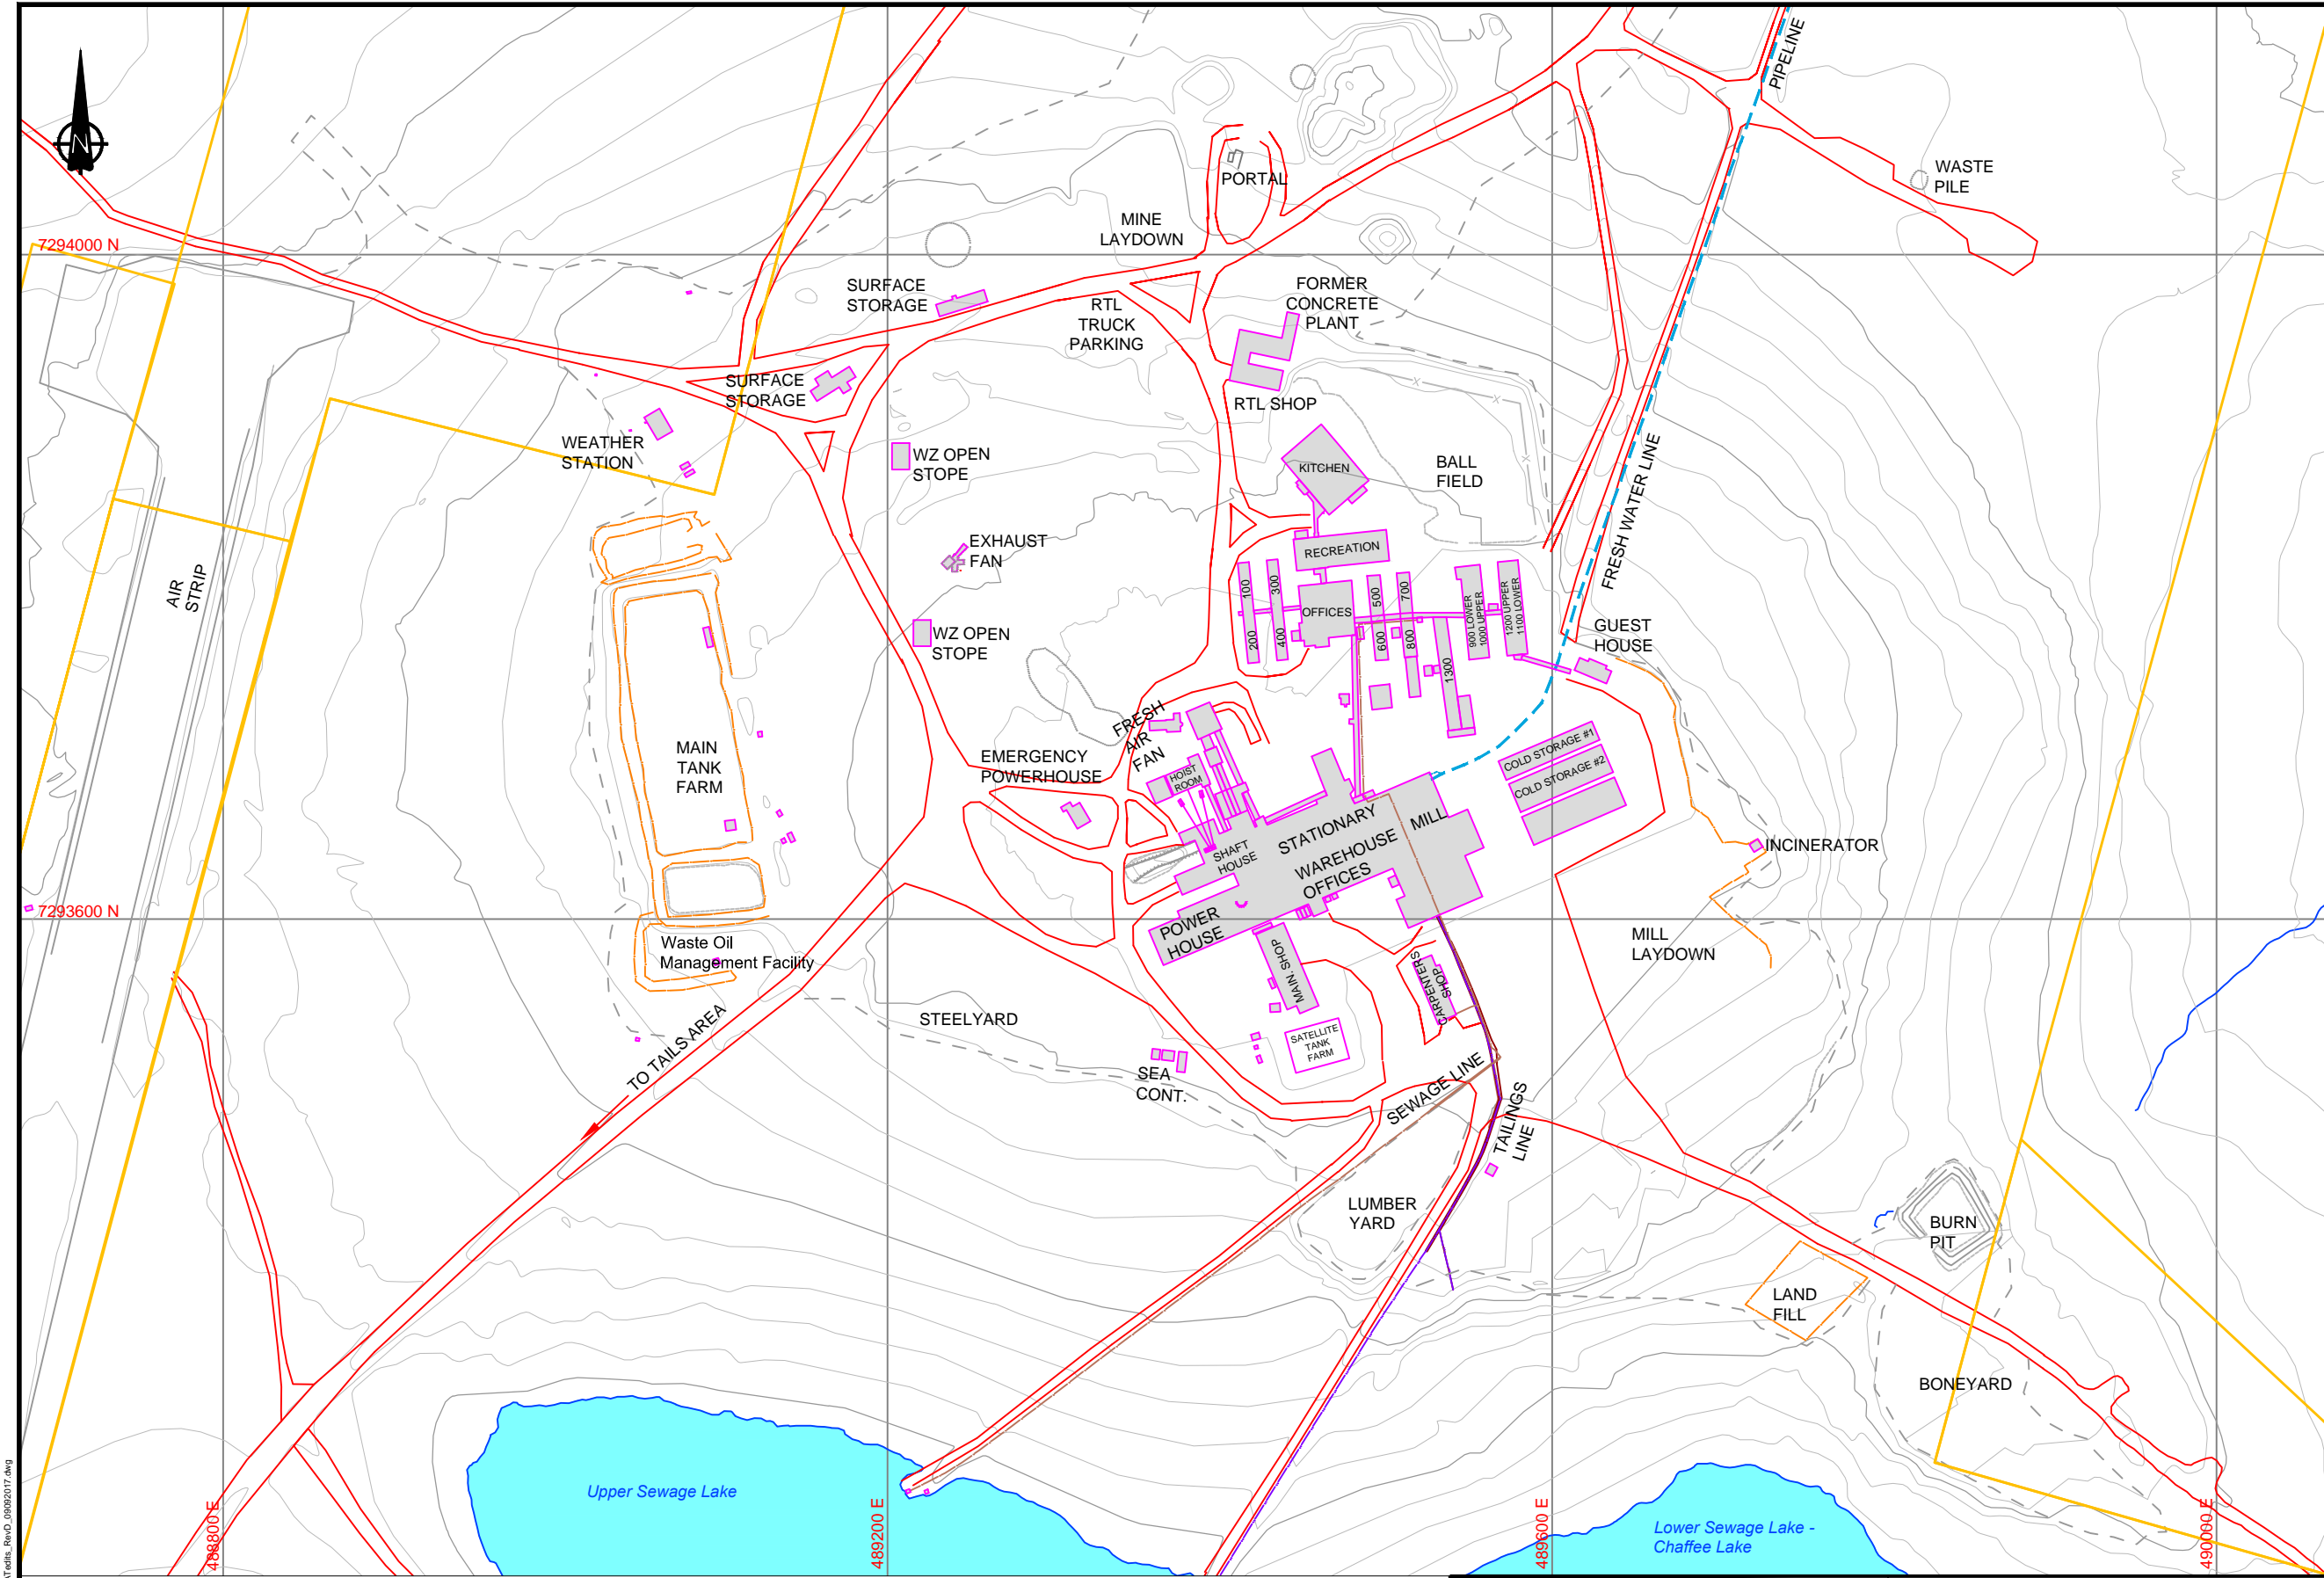 N
PIPELINE
WASTE
PILE
PORTAL
MINE
LAYDOWN
7294000 N
SURFACE
STORAGE
FORMER
CONCRETE
PLANT
RTL
TRUCK
PARKING
SURFACE
STORAGE
RTL SHOP
WEATHER
STATION
WZ OPEN
STOPE
KITCHEN
BALL
FIELD
FRESH WATER LINE
EXHAUST
FAN
RECREATION
AIR
STRIP
100
300
OFFICES
500
700
900 LOWER
1000 UPPER
1200 UPPER
1100 LOWER
200
400
600
800
1300
WZ OPEN
STOPE
GUEST
HOUSE
FRESH
AIR
FAN
MAIN
TANK
FARM
EMERGENCY
POWERHOUSE
HOIST
ROOM
COLD STORAGE #1
COLD STORAGE #2
STATIONARY
MILL
SHAFT
HOUSE
WAREHOUSE
OFFICES
INCINERATOR
7293600 N
POWER
HOUSE
Waste Oil
Management Facility
MAIN. SHOP
CARPENTERS
SHOP
MILL
LAYDOWN
STEELYARD
TO TAILS AREA
SATELLITE
TANK
FARM
SEA
CONT.
SEWAGE LINE
TAILINGS
LINE
LUMBER
YARD
BURN
PIT
LAND
FILL
BONEYARD
Upper Sewage Lake
Lower Sewage Lake -
Chaffee Lake
488800 E
489200 E
489600 E
490000 E
ATedits_RevD_09092017.dwg